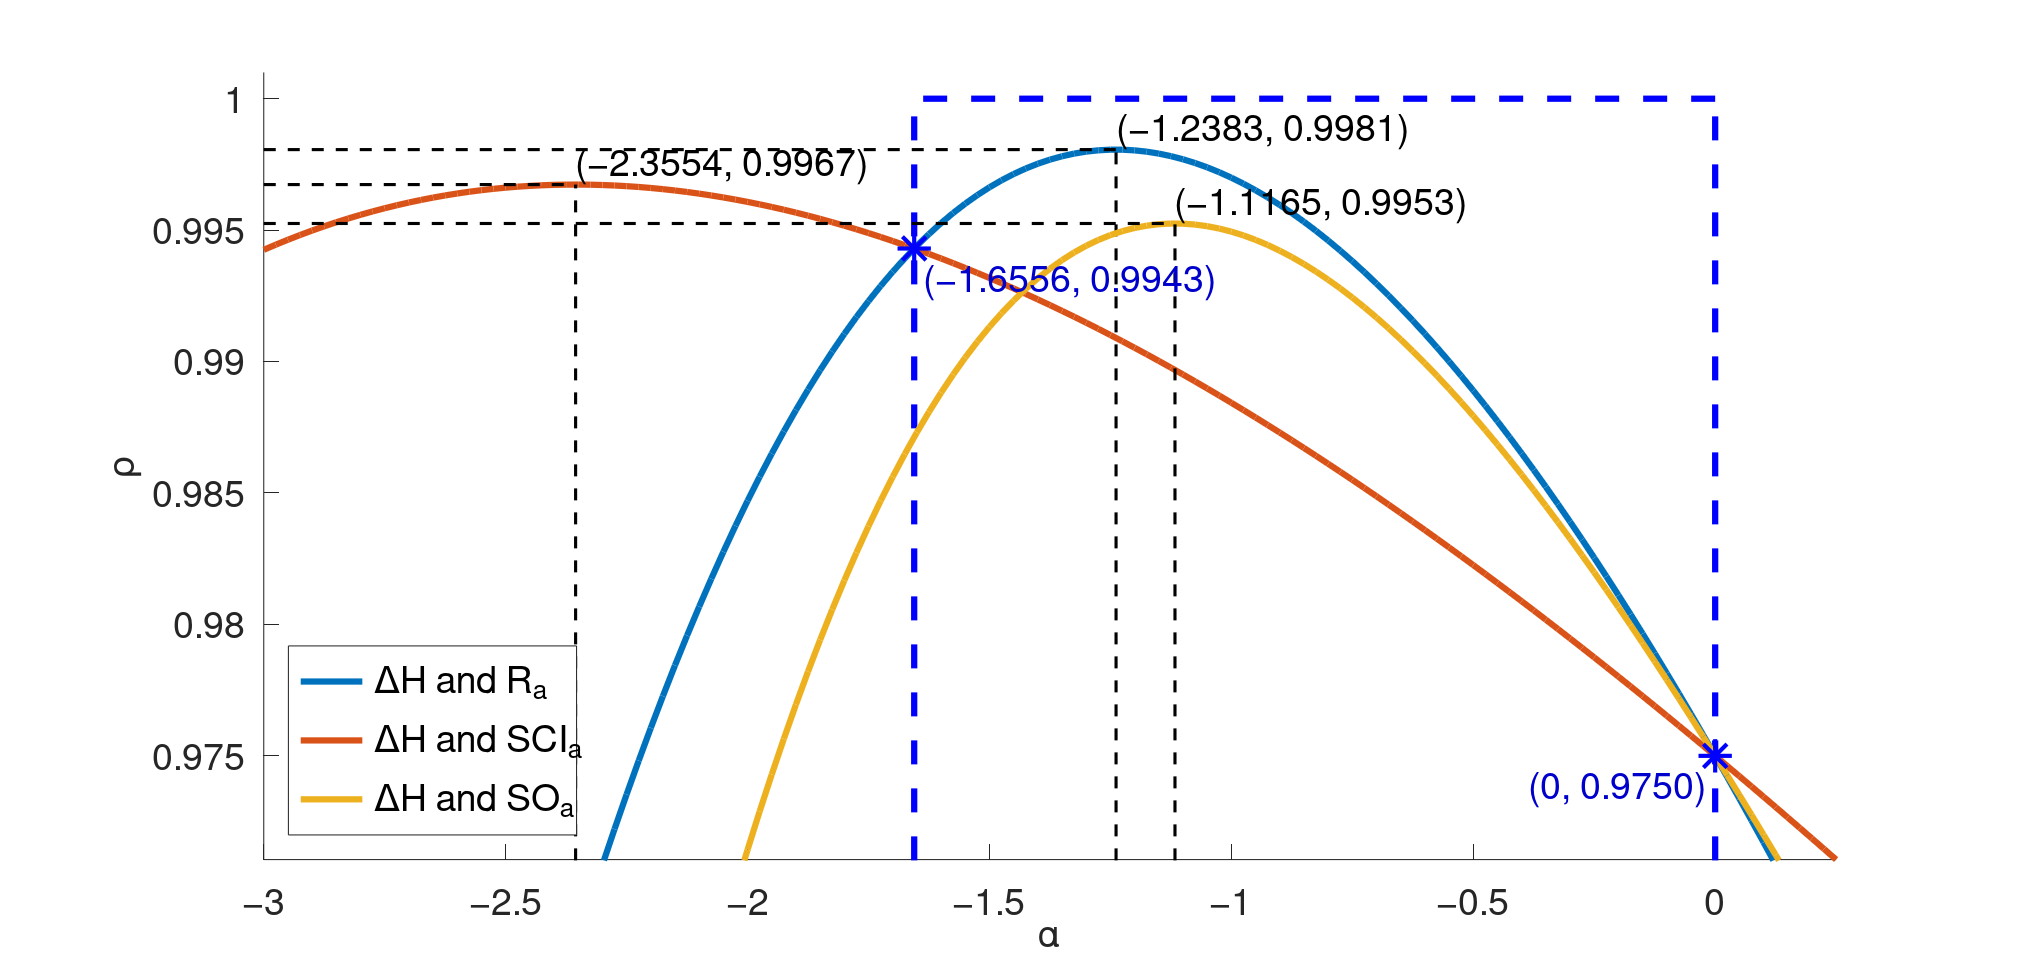 1
(−1.2383, 0.9981)
(−2.3554, 0.9967)
(−1.1165, 0.9953)
0.995
(−1.6556, 0.9943)
0.99
ρ
0.985
0.98
ΔH and Rₐ
ΔH and SCIₐ
0.975
(0, 0.9750)
ΔH and SOₐ
−3 −2.5 −2 −1.5 −1 −0.5 0
α